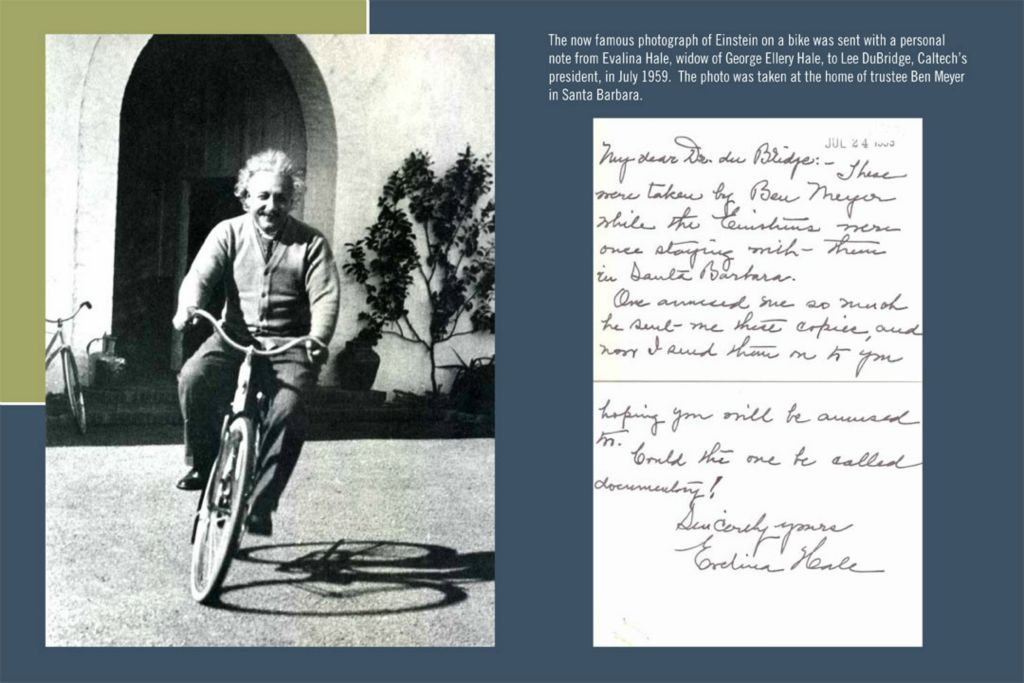 The now famous photograph of Einstein on a bike was sent with a personal
note from Evalina Hale, widow of George Ellery Hale, to Lee DuBridge, Caltech's
president, in July 1959.  The photo was taken at the home of trustee Ben Meyer
in Santa Barbara.
JUL 24
My dear Dr. du Bridge:- These
were taken by Ben Meyer
while the Einsteins were
once staying with them
in Santa Barbara.
One amused me so much
he sent me these copies, and
now I send them on to you
hoping you will be amused
to. Could the one be called
documentary!
Sincerely yours
Evelina Hale